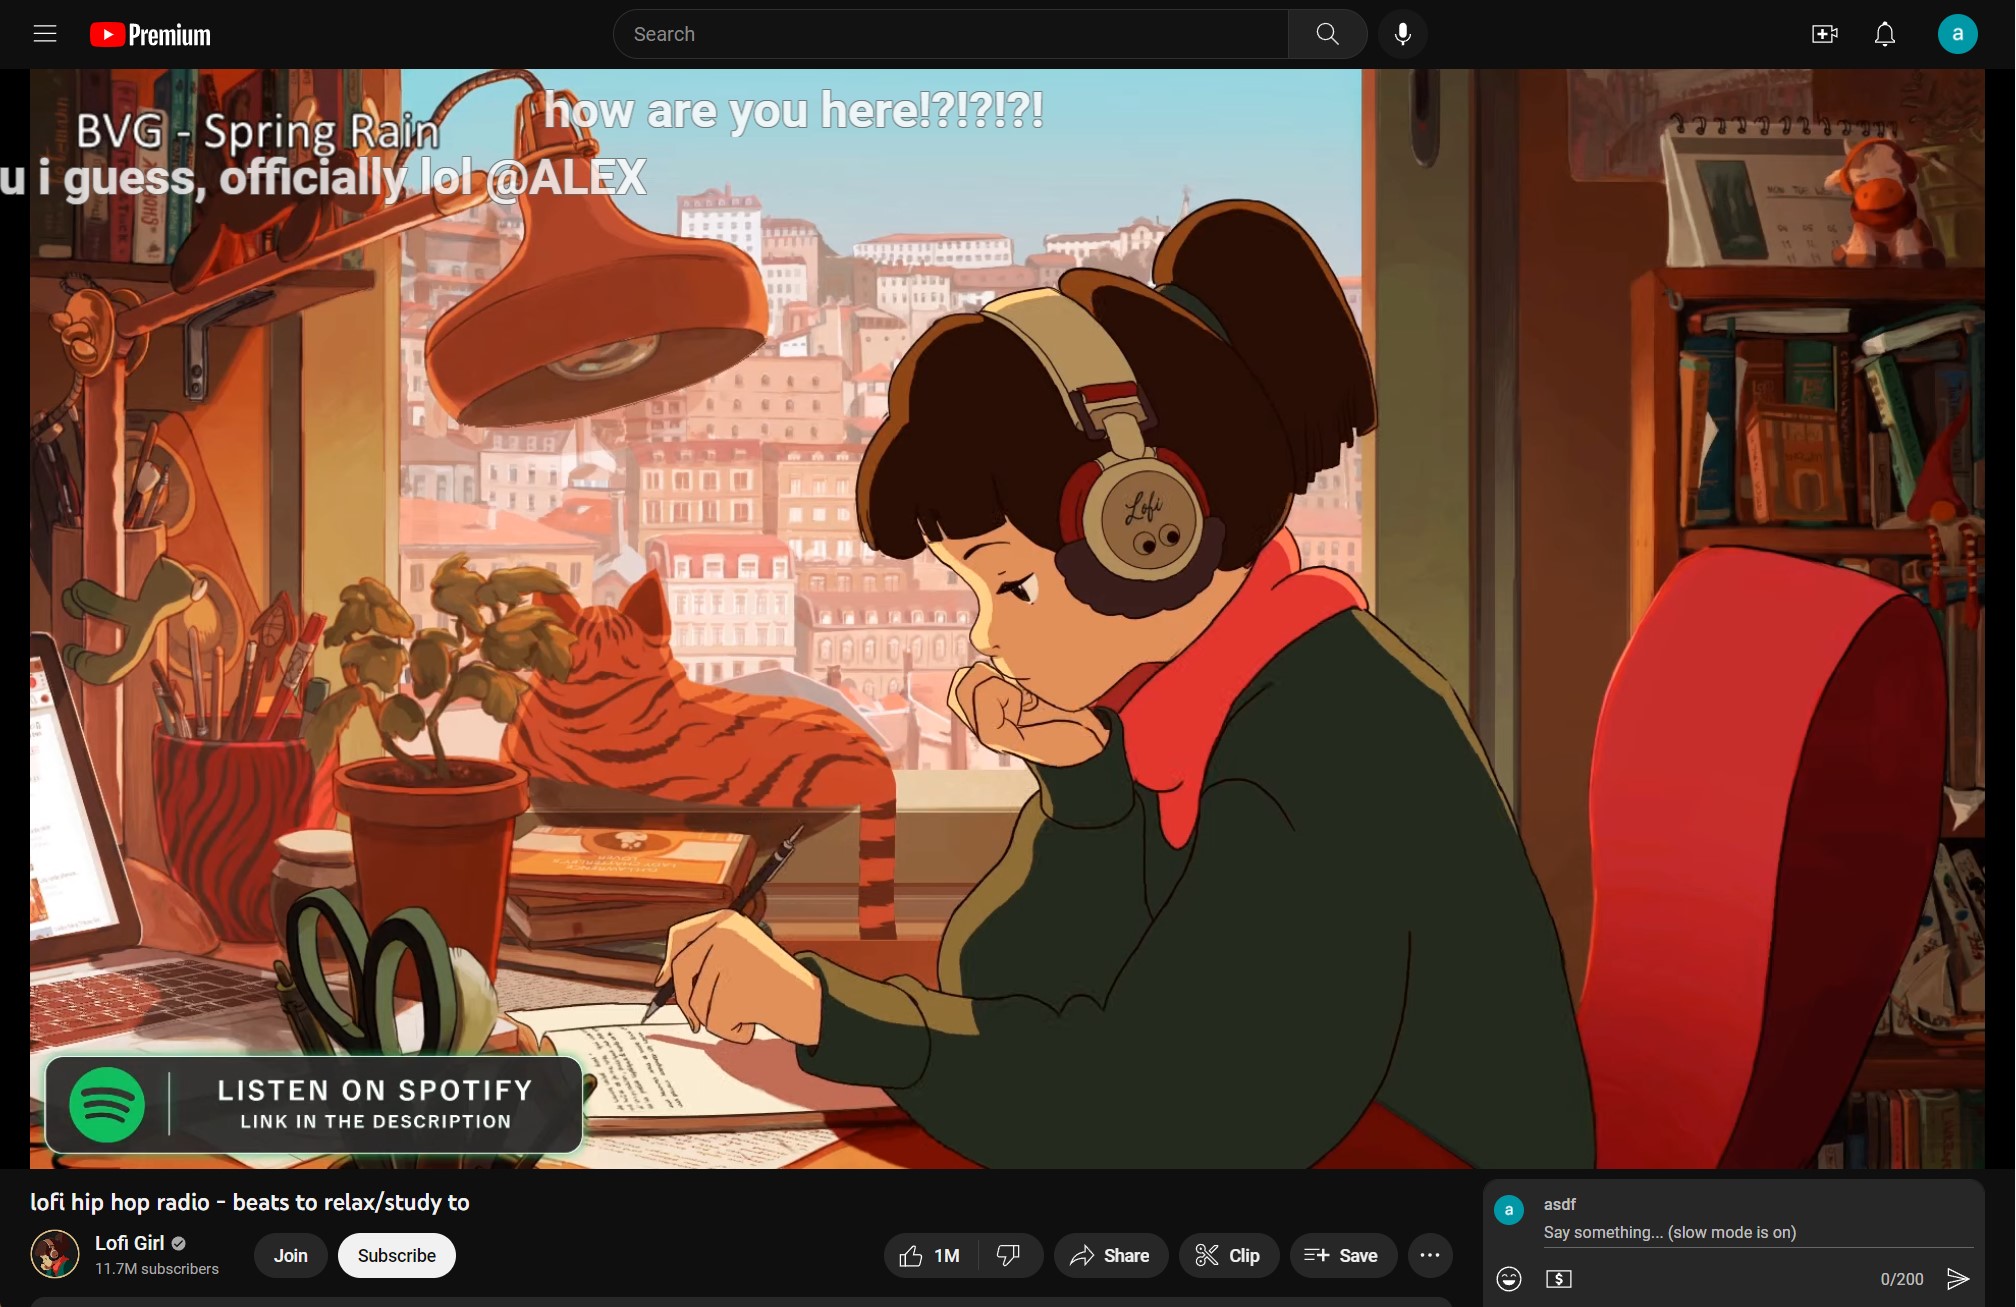 Premium
Search
a
how are you here!?!?!?!
BVG - Spring Rain
u i guess, officially lol @ALEX
Lofi
LISTEN ON SPOTIFY
LINK IN THE DESCRIPTION
lofi hip hop radio - beats to relax/study to
Lofi Girl
11.7M subscribers
Join
Subscribe
1M
Share
Clip
Save
a
asdf
Say something... (slow mode is on)
0/200